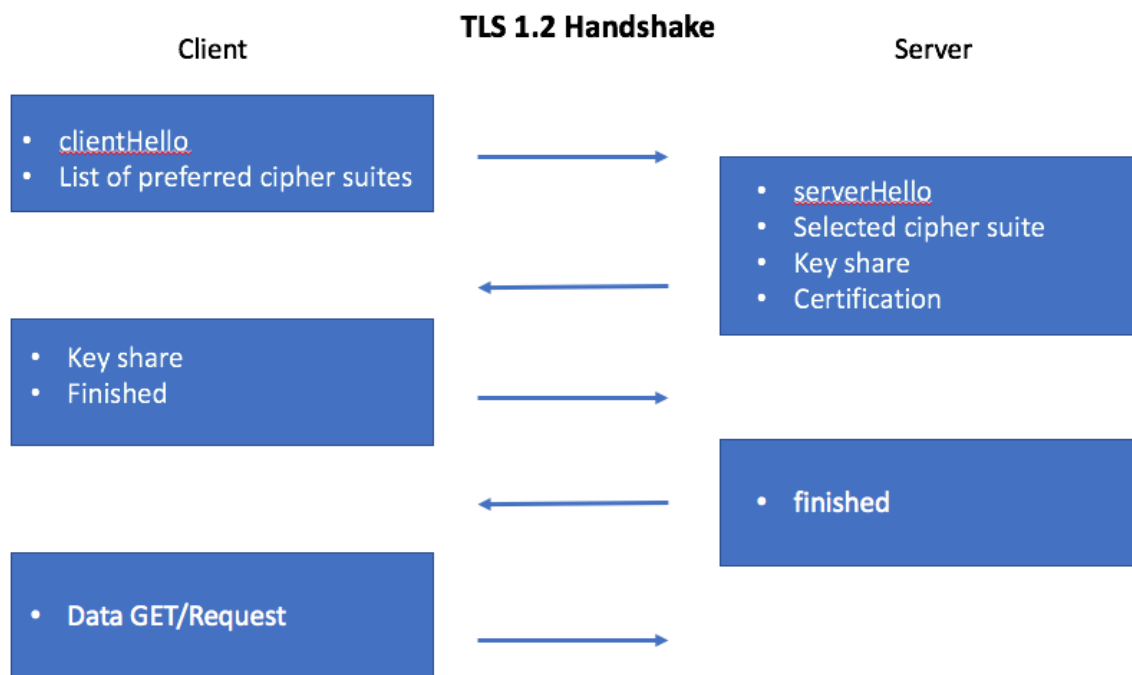 TLS 1.2 Handshake
Client
Server
• clientHello
• List of preferred cipher suites
• serverHello
• Selected cipher suite
• Key share
• Certification
• Key share
• Finished
• finished
• Data GET/Request